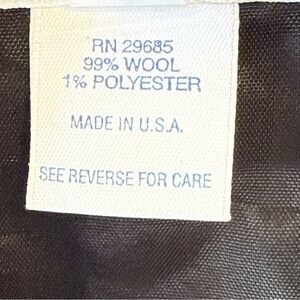 RN 29685
99% WOOL
1% POLYESTER
MADE IN U.S.A.
SEE REVERSE FOR CARE